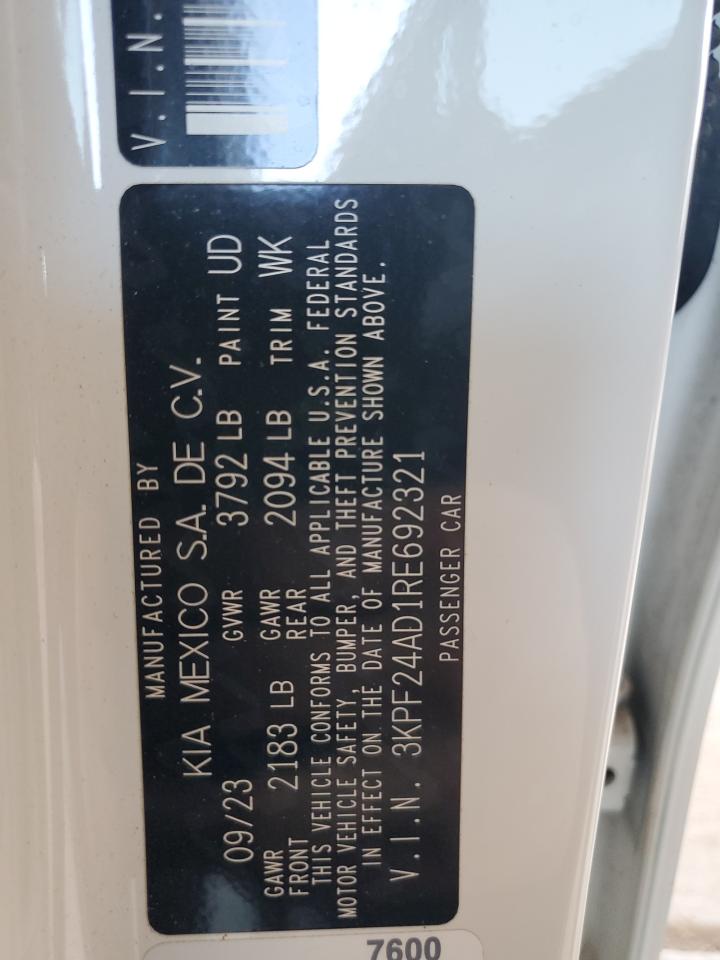 V.I.N.
MANUFACTURED BY
KIA MEXICO S.A. DE C.V.
09/23 GVWR 3792 LB PAINT UD
GAWR FRONT 2183 LB GAWR REAR 2094 LB TRIM WK
THIS VEHICLE CONFORMS TO ALL APPLICABLE U.S.A. FEDERAL
MOTOR VEHICLE SAFETY, BUMPER, AND THEFT PREVENTION STANDARDS
IN EFFECT ON THE DATE OF MANUFACTURE SHOWN ABOVE.
V.I.N. 3KPF24AD1RE692321
PASSENGER CAR
7600